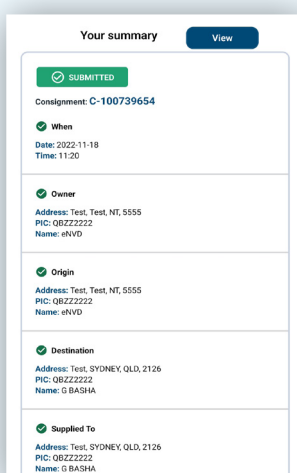 Your summary
View
SUBMITTED
Consignment: C-100739654
When
Date: 2022-11-18
Time: 11:20
Owner
Address: Test, Test, NT, 5555
PIC: QBZZ2222
Name: eNVD
Origin
Address: Test, Test, NT, 5555
PIC: QBZZ2222
Name: eNVD
Destination
Address: Test, SYDNEY, QLD, 2126
PIC: QBZZ2222
Name: G BASHA
Supplied To
Address: Test, SYDNEY, QLD, 2126
PIC: QBZZ2222
Name: G BASHA